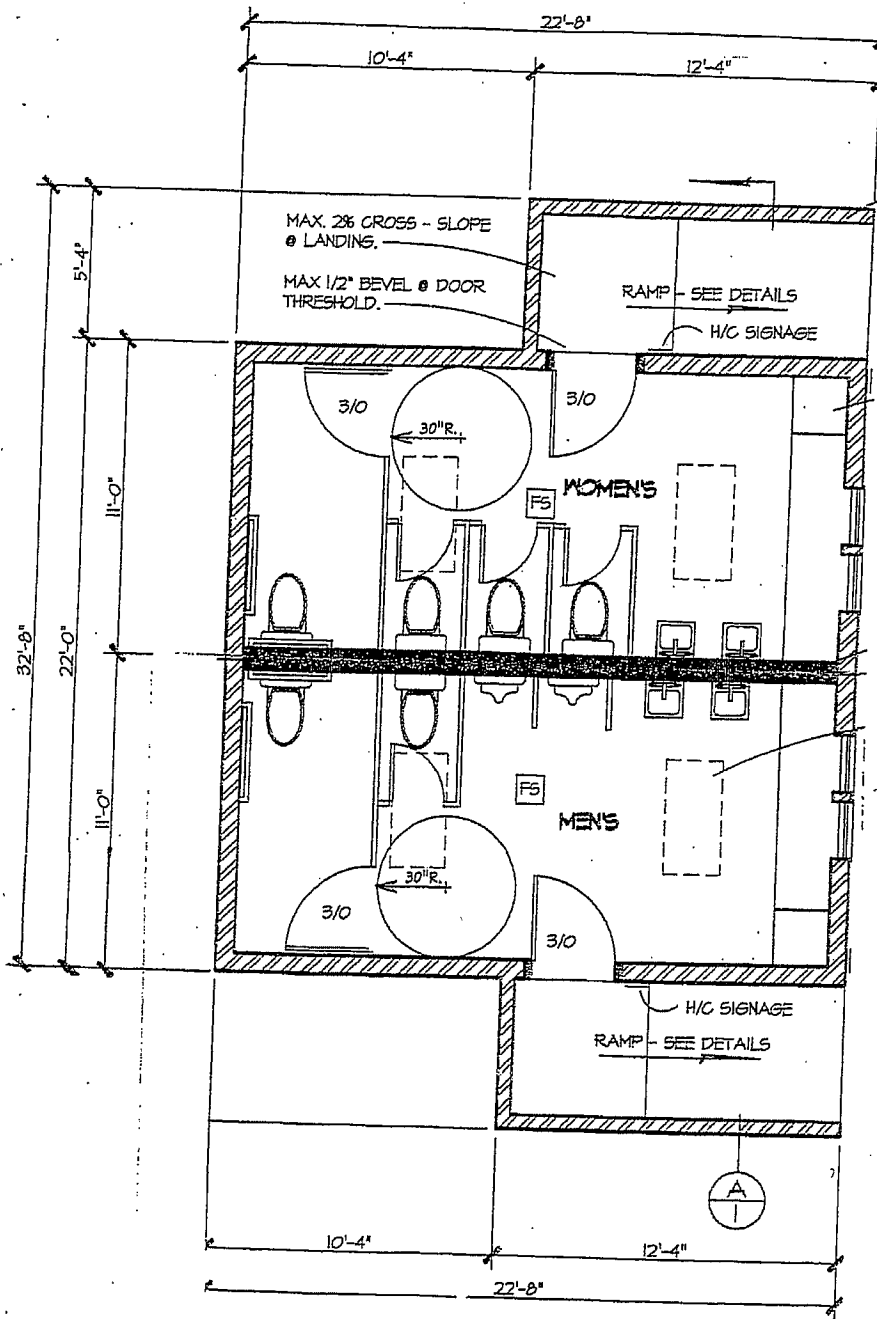 22'-8"
10'-4"
12'-4"
MAX. 2% CROSS - SLOPE
@ LANDING.
5'-4"
MAX 1/2" BEVEL @ DOOR
THRESHOLD.
RAMP - SEE DETAILS
H/C SIGNAGE
3/0
3/0
30"R.
WOMEN'S
FS
11'-0"
32'-8"
22'-0"
11'-0"
FS
MEN'S
30"R.
3/0
3/0
H/C SIGNAGE
RAMP - SEE DETAILS
A
1
10'-4"
12'-4"
22'-8"